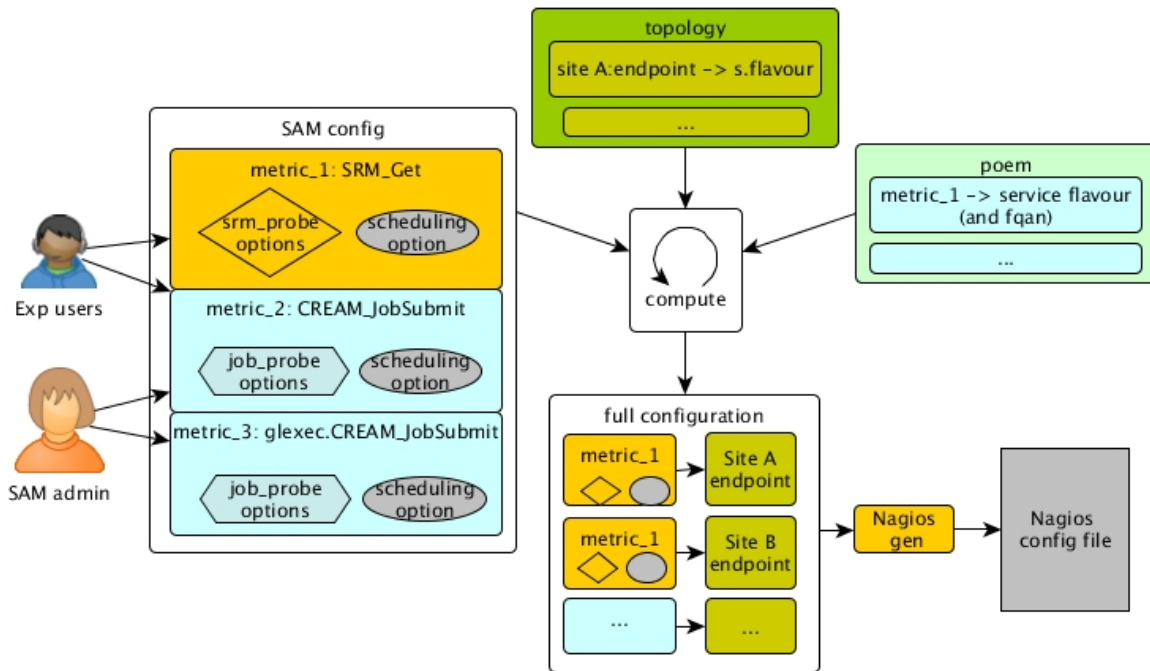 topology
site A:endpoint -> s.flavour
...
SAM config
metric_1: SRM_Get
srm_probe
options
scheduling
option
poem
metric_1 -> service flavour
(and fqan)
...
compute
Exp users
metric_2: CREAM_JobSubmit
job_probe
options
scheduling
option
metric_3: glexec.CREAM_JobSubmit
job_probe
options
scheduling
option
SAM admin
full configuration
metric_1
Site A
endpoint
metric_1
Site B
endpoint
...
...
Nagios
gen
Nagios
config file